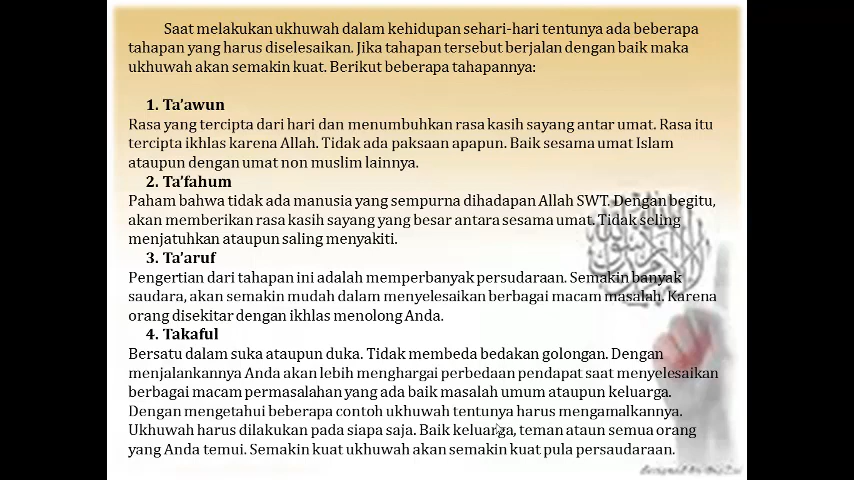 Saat melakukan ukhuwah dalam kehidupan sehari-hari tentunya ada beberapa
tahapan yang harus diselesaikan. Jika tahapan tersebut berjalan dengan baik maka
ukhuwah akan semakin kuat. Berikut beberapa tahapannya:
1. Ta'awun
Rasa yang tercipta dari hari dan menumbuhkan rasa kasih sayang antar umat. Rasa itu
tercipta ikhlas karena Allah. Tidak ada paksaan apapun. Baik sesama umat Islam
ataupun dengan umat non muslim lainnya.
2. Ta'fahum
Paham bahwa tidak ada manusia yang sempurna dihadapan Allah SWT. Dengan begitu,
akan memberikan rasa kasih sayang yang besar antara sesama umat. Tidak seling
menjatuhkan ataupun saling menyakiti.
3. Ta'aruf
Pengertian dari tahapan ini adalah memperbanyak persudaraan. Semakin banyak
saudara, akan semakin mudah dalam menyelesaikan berbagai macam masalah. Karena
orang disekitar dengan ikhlas menolong Anda.
4. Takaful
Bersatu dalam suka ataupun duka. Tidak membeda bedakan golongan. Dengan
menjalankannya Anda akan lebih menghargai perbedaan pendapat saat menyelesaikan
berbagai macam permasalahan yang ada baik masalah umum ataupun keluarga.
Dengan mengetahui beberapa contoh ukhuwah tentunya harus mengamalkannya.
Ukhuwah harus dilakukan pada siapa saja. Baik keluarga, teman ataun semua orang
yang Anda temui. Semakin kuat ukhuwah akan semakin kuat pula persaudaraan.